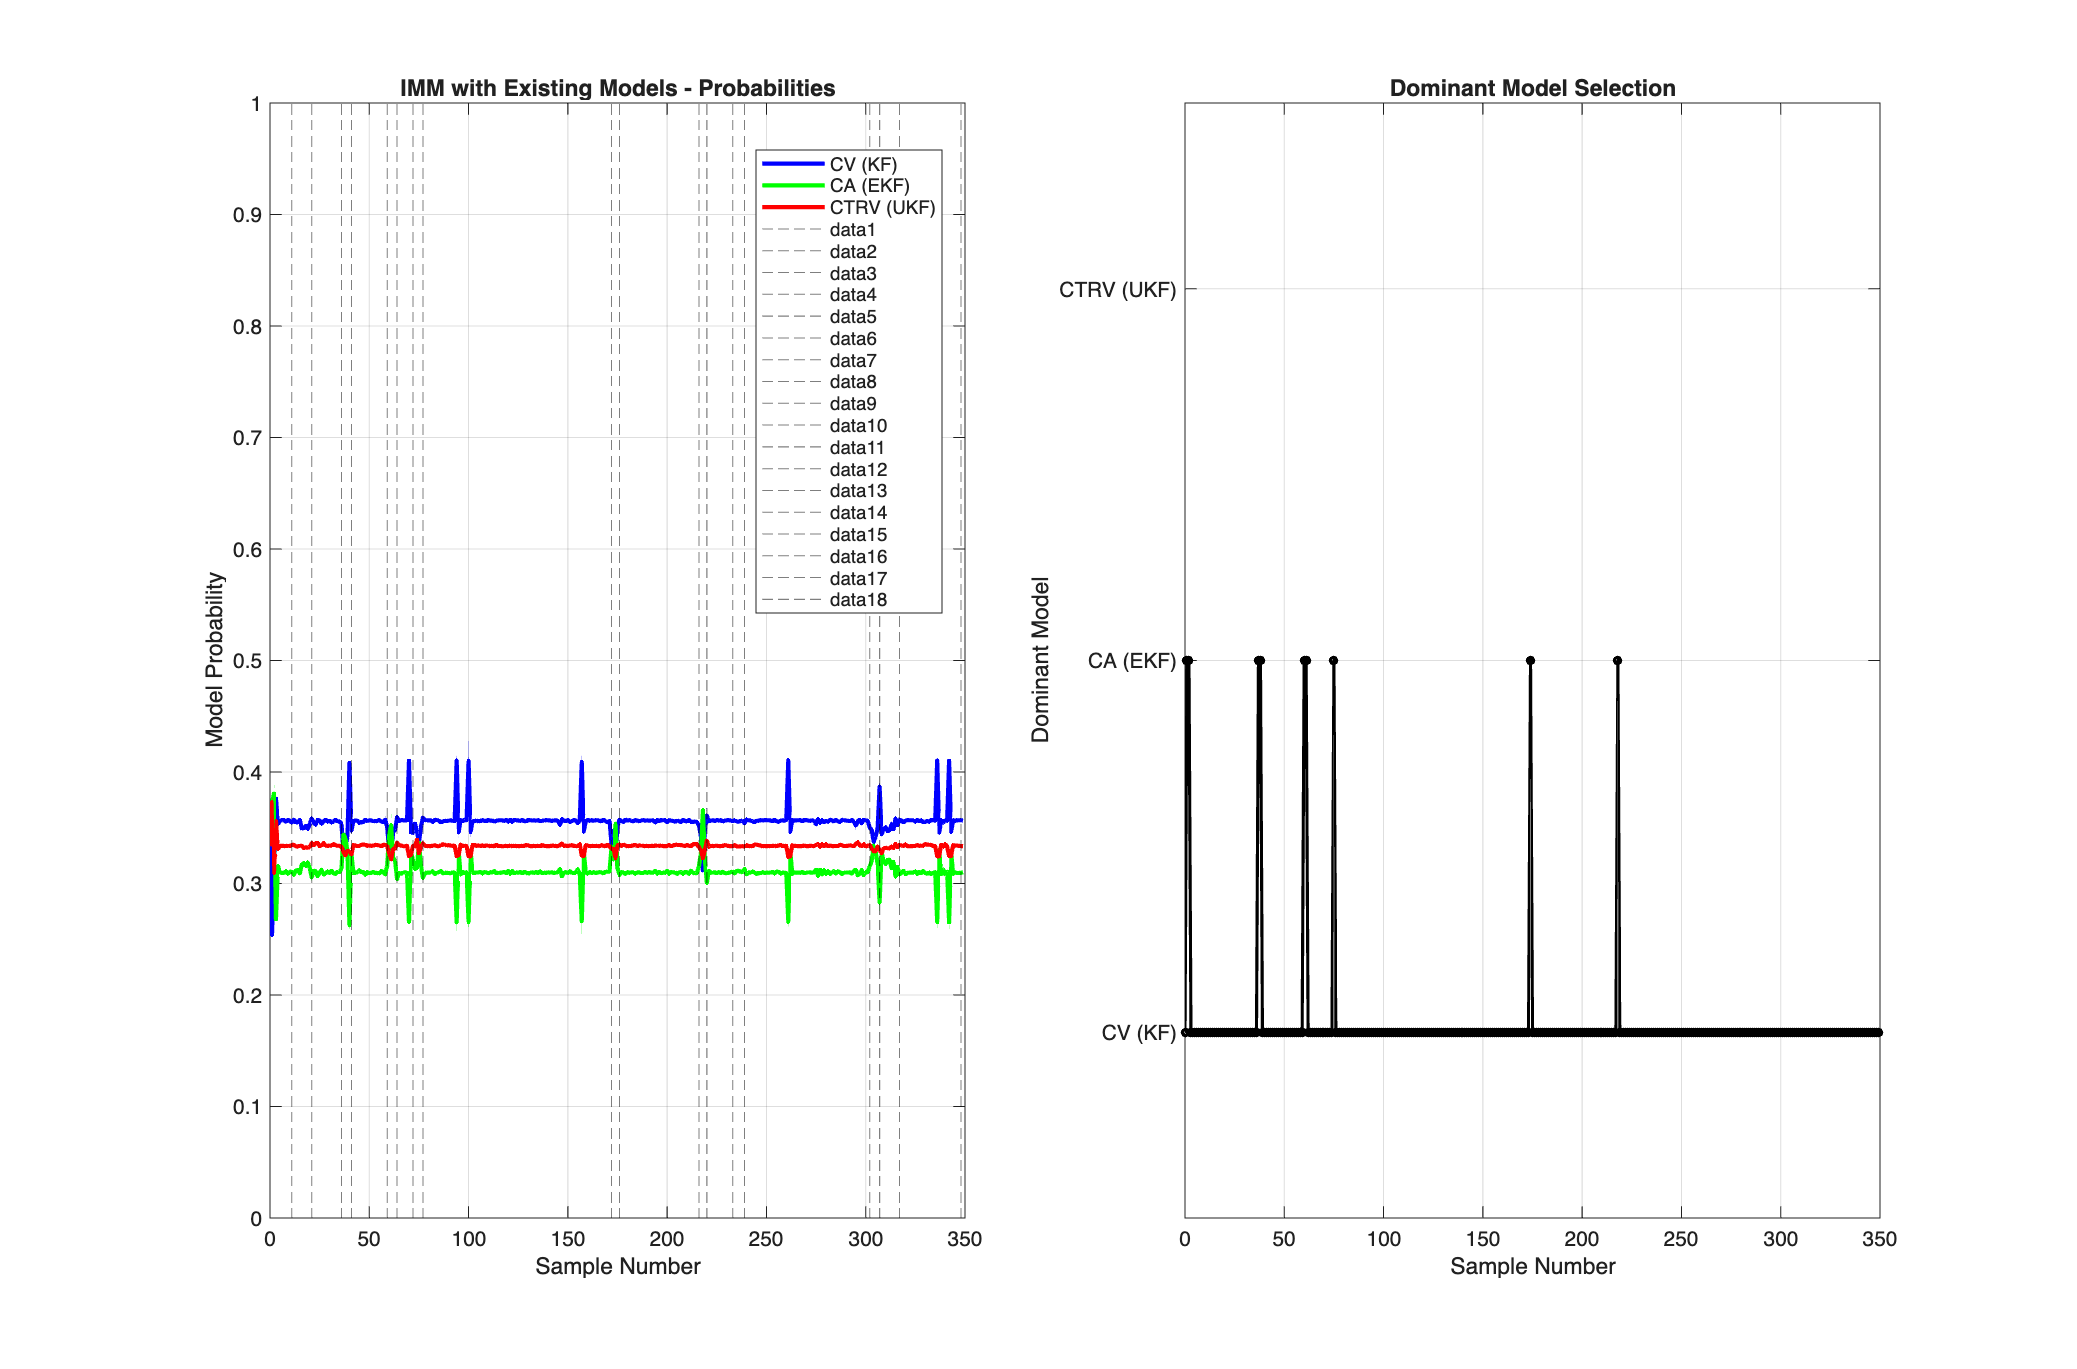 IMM with Existing Models - Probabilities
Model Probability
1
0.9
0.8
0.7
0.6
0.5
0.4
0.3
0.2
0.1
0
0 50 100 150 200 250 300 350
Sample Number
CV (KF)
CA (EKF)
CTRV (UKF)
data1
data2
data3
data4
data5
data6
data7
data8
data9
data10
data11
data12
data13
data14
data15
data16
data17
data18
Dominant Model Selection
Dominant Model
CTRV (UKF)
CA (EKF)
CV (KF)
0 50 100 150 200 250 300 350
Sample Number